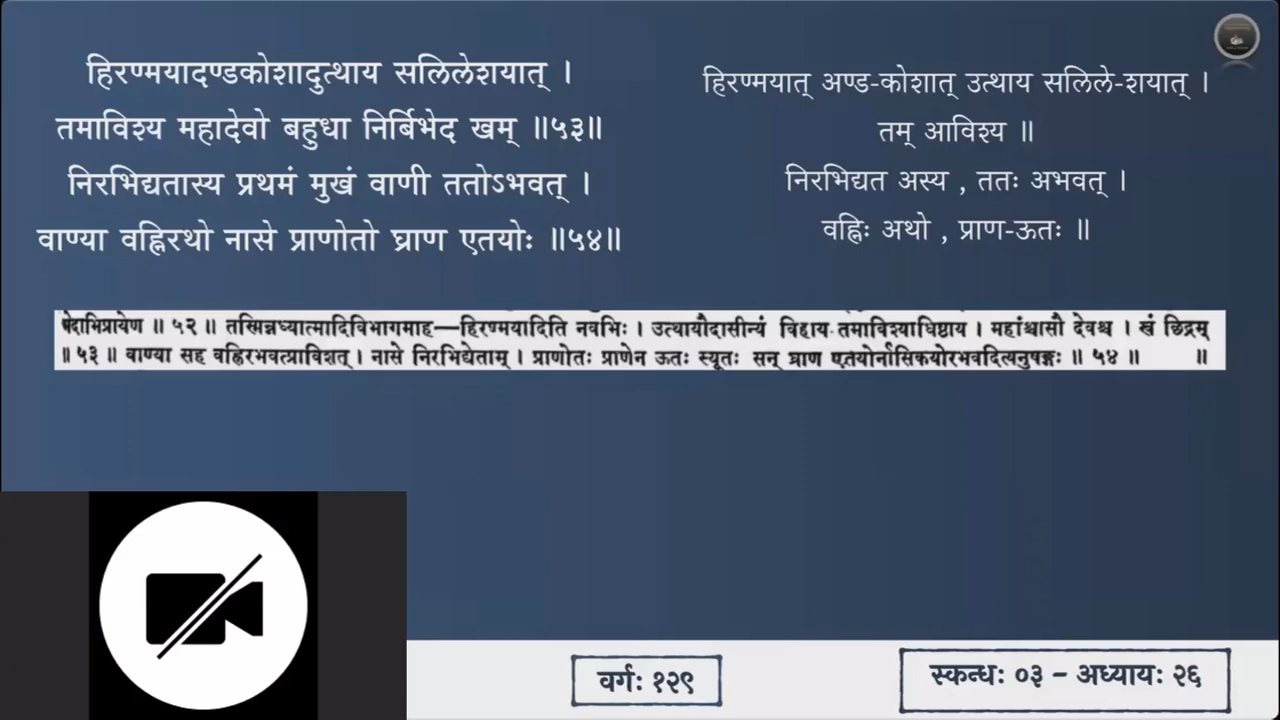 हिरण्मयादण्डकोशादुत्थाय सलिलेशयात् ।
तमाविश्य महादेवो बहुधा निर्बिभेद खम् ॥५३॥
निरभिद्यतास्य प्रथमं मुखं वाणी ततोऽभवत् ।
वाण्या वह्निरथो नासे प्राणोतो घ्राण एतयोः ॥५४॥
हिरण्मयात् अण्ड-कोशात् उत्थाय सलिले-शयात् ।
तम् आविश्य ॥
निरभिद्यत अस्य , ततः अभवत् ।
वह्निः अथो , प्राण-ऊतः ॥
भेदाभिप्रायेण ॥ ५२ ॥ तस्मिन्नध्यात्मादिविभागमाह—हिरण्मयादिति नवभिः । उत्थायौदासीन्यं विहाय तमाविश्याधिष्ठाय । महांश्चासौ देवश्च । खं छिद्रम्
॥ ५३ ॥ वाण्या सह वह्निरभवत्प्राविशत् । नासे निरभिद्येताम् । प्राणोतः प्राणेन ऊतः स्यूतः सन् घ्राण एतयोर्नासिकयोरभवदित्यनुषङ्गः ॥ ५४ ॥ ॥
वर्गः १२९
स्कन्धः ०३ – अध्यायः २६